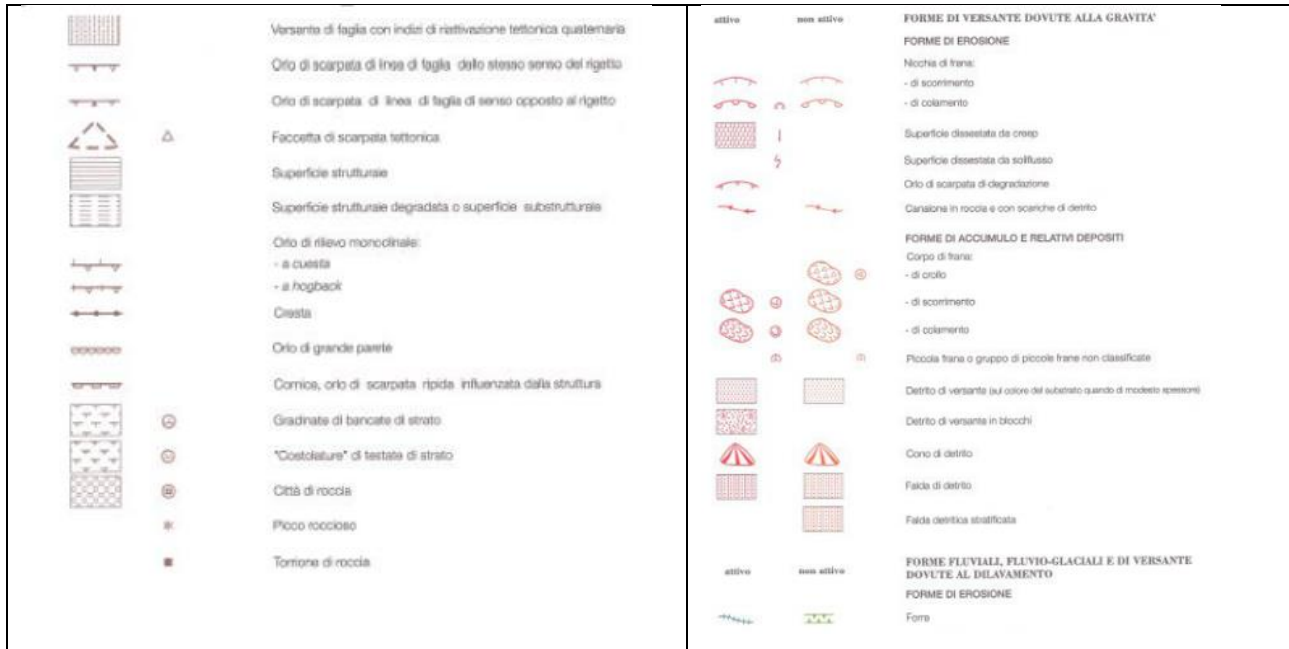 Versante di faglia con indizi di riattivazione tettonica quaternaria
Orlo di scarpata di linea di faglia dello stesso senso del rigetto
Orlo di scarpata di linea di faglia di senso opposto al rigetto
Faccetta di scarpata tettonica
Superficie strutturale
Superficie strutturale degradata o superficie substrutturale
Orlo di rilievo monoclinale:
- a cuesta
- a hogback
Cresta
Orlo di grande parete
Cornice, orlo di scarpata ripida influenzata dalla struttura
Gradinate di bancate di strato
"Costolature" di testate di strato
Città di roccia
Picco roccioso
Torrione di roccia
attivo non attivo FORME DI VERSANTE DOVUTE ALLA GRAVITA'
FORME DI EROSIONE
Nicchia di frana:
- di scorrimento
- di colamento
Superficie dissestata da creep
Superficie dissestata da soliflusso
Orlo di scarpata di degradazione
Canalone in roccia e con scariche di detrito
FORME DI ACCUMULO E RELATIVI DEPOSITI
Corpo di frana:
- di crollo
- di scorrimento
- di colamento
Piccola frana o gruppo di piccole frane non classificate
Detrito di versante (sul colore del substrato quando di modesto spessore)
Detrito di versante in blocchi
Cono di detrito
Falda di detrito
Falda detritica stratificata
attivo non attivo FORME FLUVIALI, FLUVIO-GLACIALI E DI VERSANTE
DOVUTE AL DILAVAMENTO
FORME DI EROSIONE
Forre